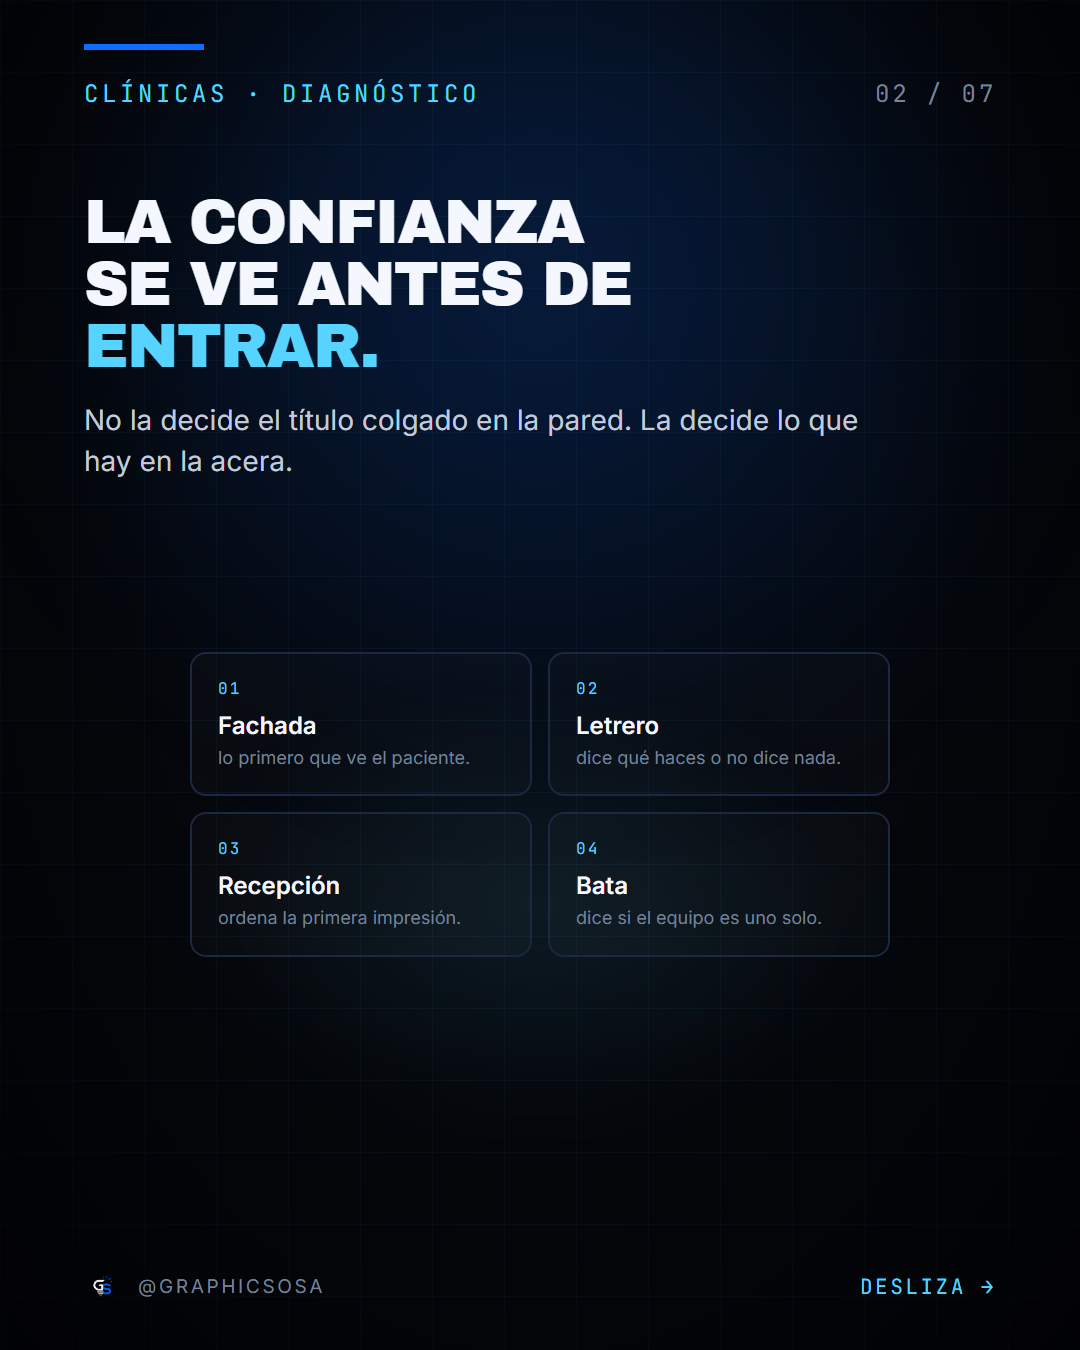 CLÍNICAS · DIAGNÓSTICO
02 / 07
LA CONFIANZA
SE VE ANTES DE
ENTRAR.
No la decide el título colgado en la pared. La decide lo que
hay en la acera.
01
Fachada
lo primero que ve el paciente.
02
Letrero
dice qué haces o no dice nada.
03
Recepción
ordena la primera impresión.
04
Bata
dice si el equipo es uno solo.
GS
@GRAPHICSOSA
DESLIZA →